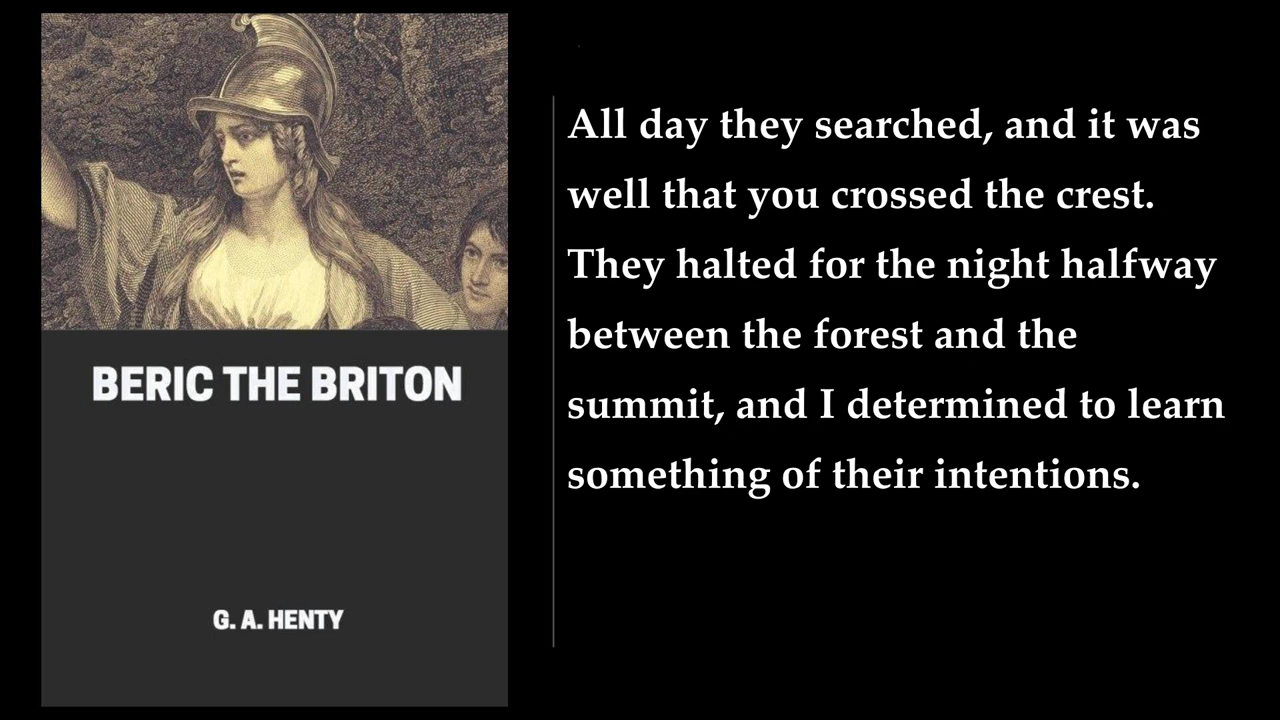 BERIC THE BRITON
G. A. HENTY
All day they searched, and it was
well that you crossed the crest.
They halted for the night halfway
between the forest and the
summit, and I determined to learn
something of their intentions.